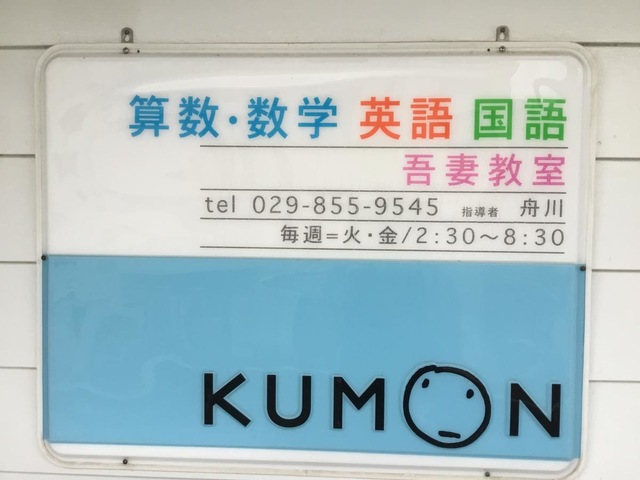 算数・数学 英語 国語
吾妻教室
tel 029-855-9545 指導者 舟川
毎週=火・金/2:30～8:30
KUMON